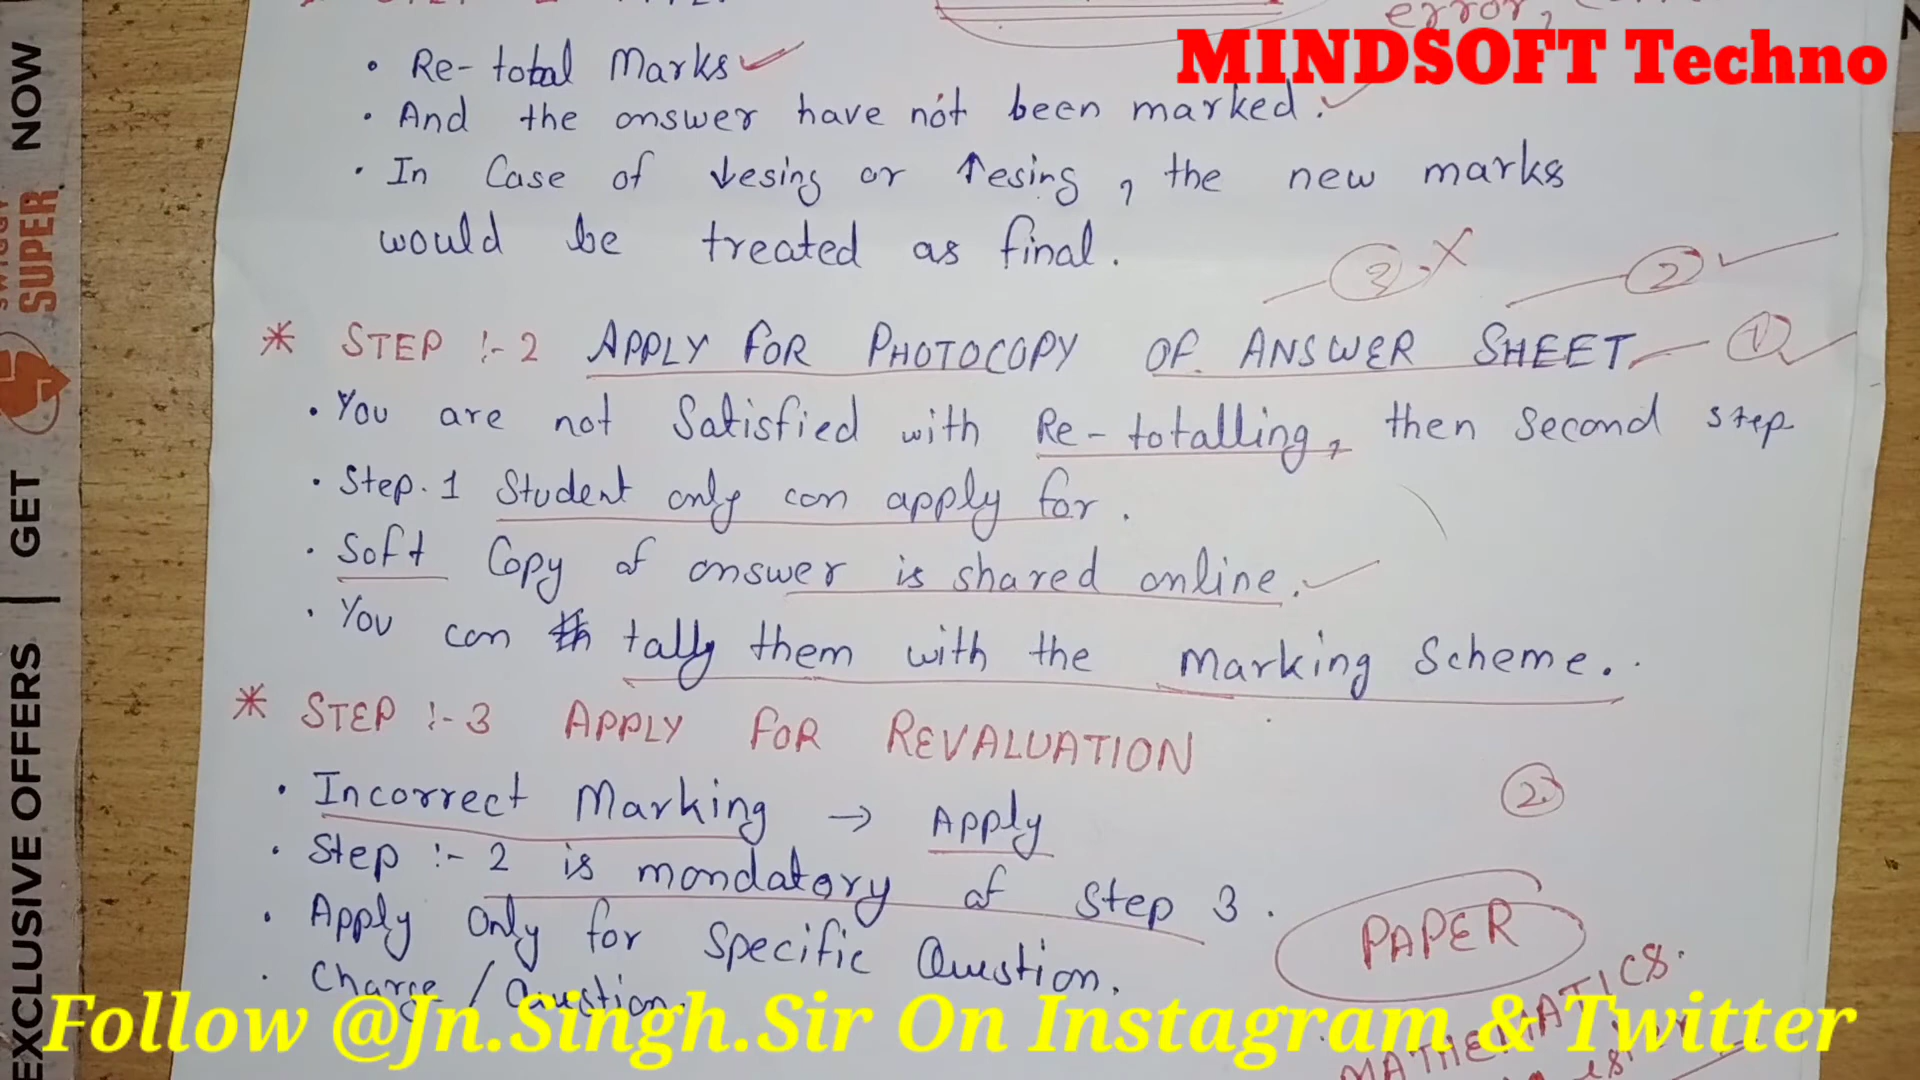 error,
MINDSOFT Techno
• Re-total Marks
• And the answer have not been marked.
• In Case of ↓esing or ↑esing, the new marks
would be treated as final.
3 X 2
* STEP :- 2 APPLY FOR PHOTOCOPY OF ANSWER SHEET 1
• You are not Satisfied with Re-totalling, then Second step
• Step. 1 Student only can apply for.
• Soft Copy of answer is shared online.
• You can tally them with the marking Scheme.
* STEP :- 3 APPLY FOR REVALUATION
• Incorrect Marking → Apply
2
• Step :- 2 is mandatory of Step 3.
• Apply Only for Specific Question.
PAPER
• Charge / Question.
MATHEMATICS.
Follow @Jn.Singh.Sir On Instagram & Twitter
EXCLUSIVE OFFERS | GET
SWIGGY
SUPER
NOW